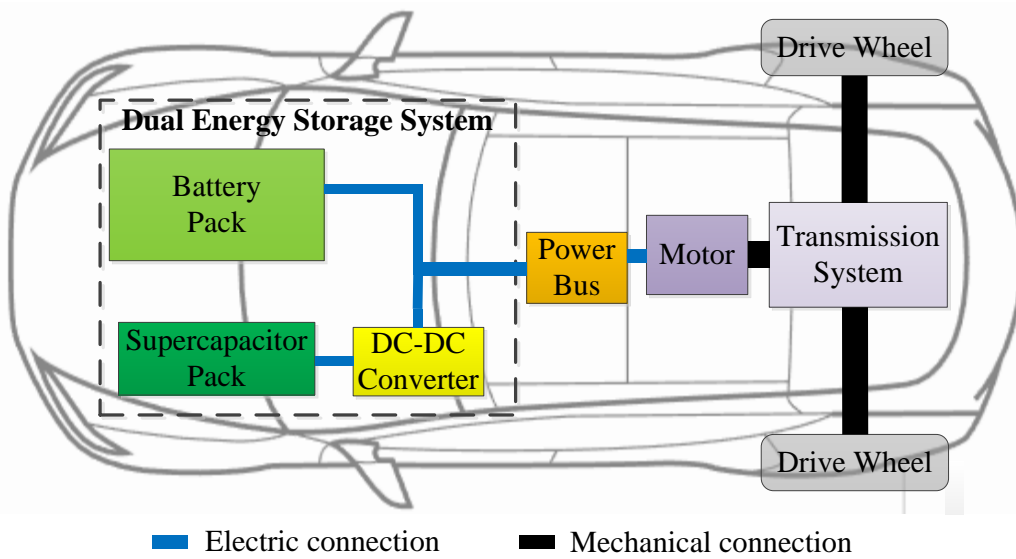 Drive Wheel
Dual Energy Storage System
Battery
Pack
Power
Bus
Motor
Transmission
System
Supercapacitor
Pack
DC-DC
Converter
Drive Wheel
Electric connection
Mechanical connection